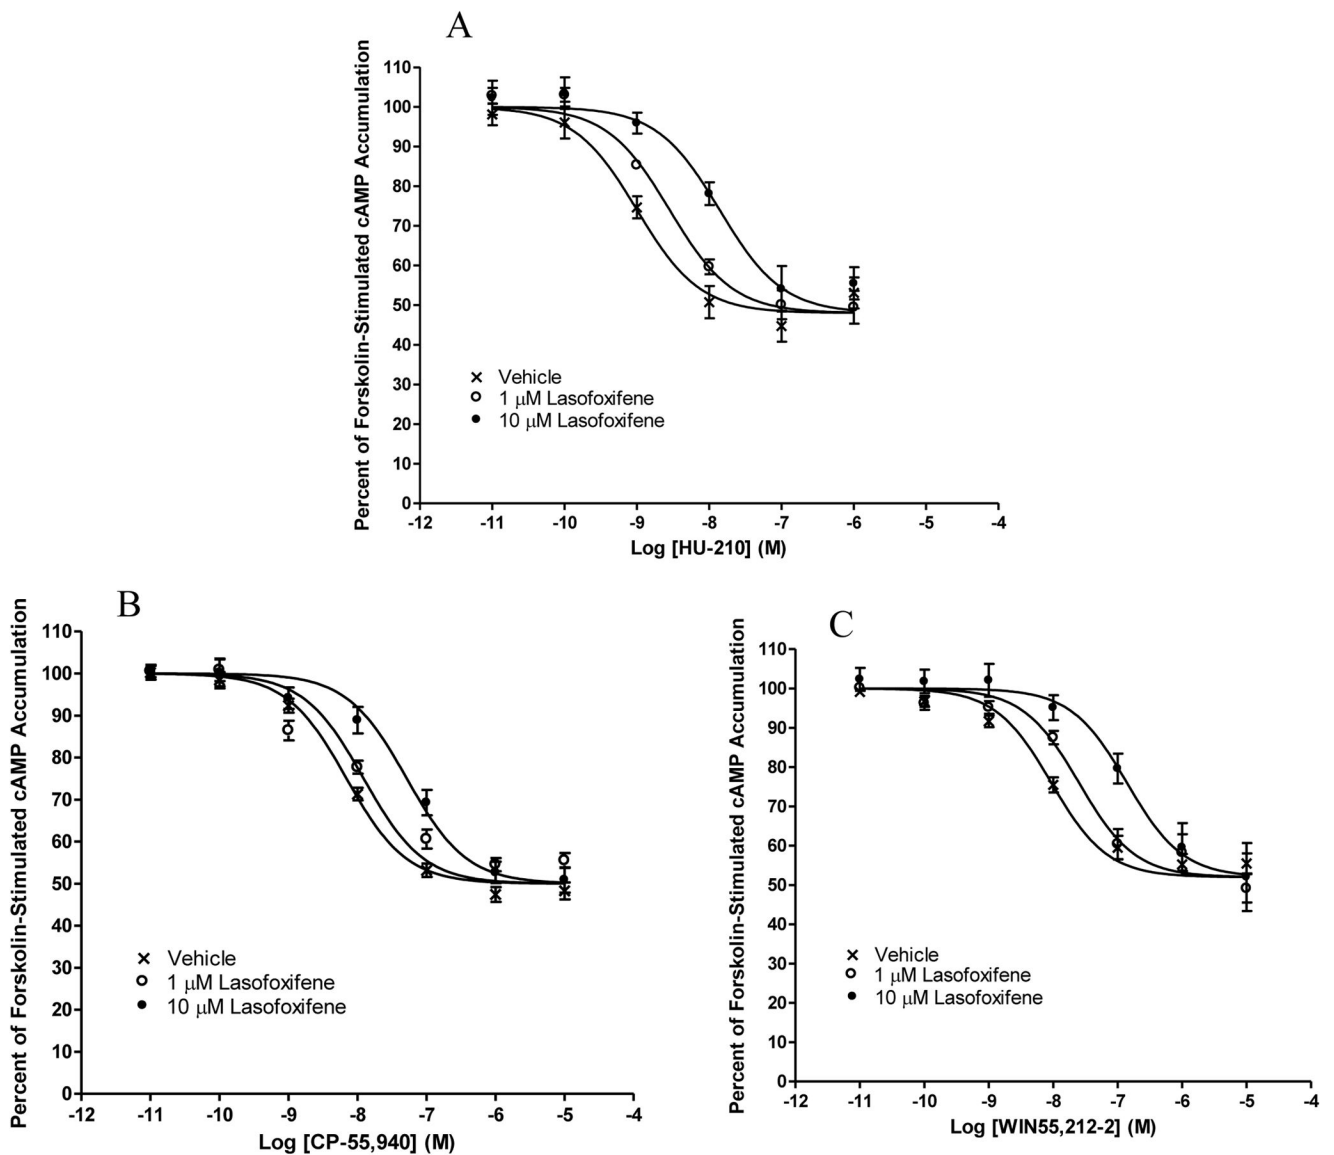 A
Percent of Forskolin-Stimulated cAMP Accumulation
110
100
90
80
70
60
50
40
30
20
10
0
× Vehicle
1 μM Lasofoxifene
10 μM Lasofoxifene
-12 -11 -10 -9 -8 -7 -6 -5 -4
Log [HU-210] (M)
B
Percent of Forskolin-Stimulated cAMP Accumulation
110
100
90
80
70
60
50
40
30
20
10
0
× Vehicle
1 μM Lasofoxifene
10 μM Lasofoxifene
-12 -11 -10 -9 -8 -7 -6 -5 -4
Log [CP-55,940] (M)
C
Percent of Forskolin-Stimulated cAMP Accumulation
110
100
90
80
70
60
50
40
30
20
10
0
× Vehicle
1 μM Lasofoxifene
10 μM Lasofoxifene
-12 -11 -10 -9 -8 -7 -6 -5 -4
Log [WIN55,212-2] (M)